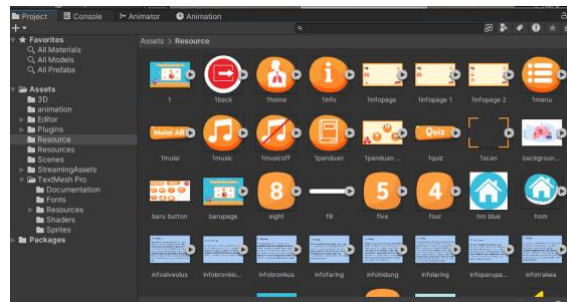 Project Console Animator Animation
Favorites
All Materials
All Models
All Prefabs
Assets
3D
animation
Editor
Plugins
Resource
Resources
Scenes
StreamingAssets
TextMesh Pro
Documentation
Fonts
Resources
Shaders
Sprites
Packages
Assets > Resource
1 1back 1home 1info 1infopage 1infopage 1 1infopage 2 1menu
Mulai AR Quiz
1mulai 1music 1musicoff 1panduan 1panduan ... 1quiz 1scan backgroun...
8 5 4
baru button barupage eight fill five four hm blue hom
infoalveolus infobronkio... infobronkus infofaring infohidung infolaring infoparupa... infotrakea